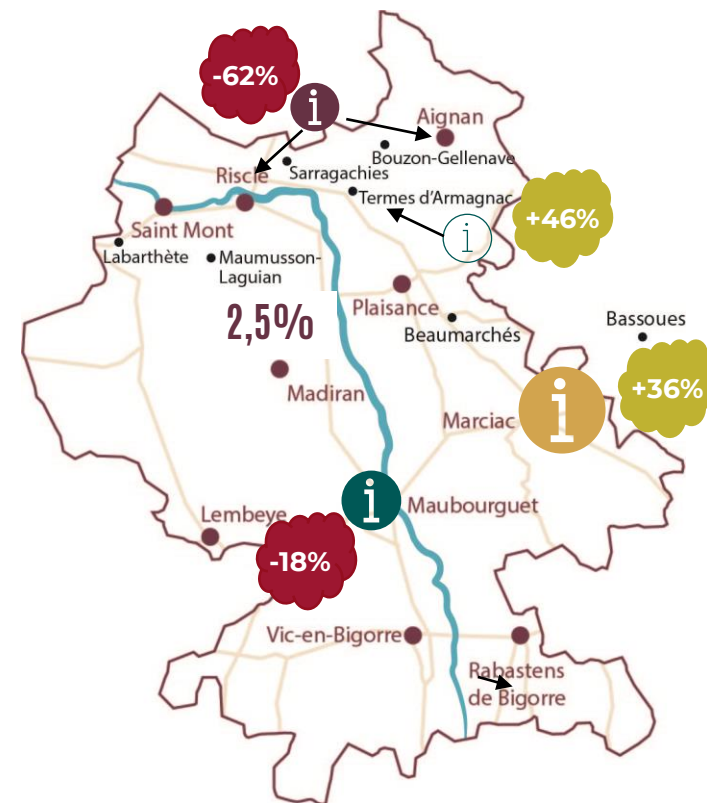 -62%
i
Aignan
Bouzon-Gellenave
Sarragachies
Riscle
Termes d'Armagnac
+46%
i
Saint Mont
Labarthète
Maumusson-
Laguian
Plaisance
2,5%
Beaumarchés
Bassoues
Madiran
+36%
Marciac
i
i
Maubourguet
Lembeye
-18%
Vic-en-Bigorre
Rabastens
de Bigorre